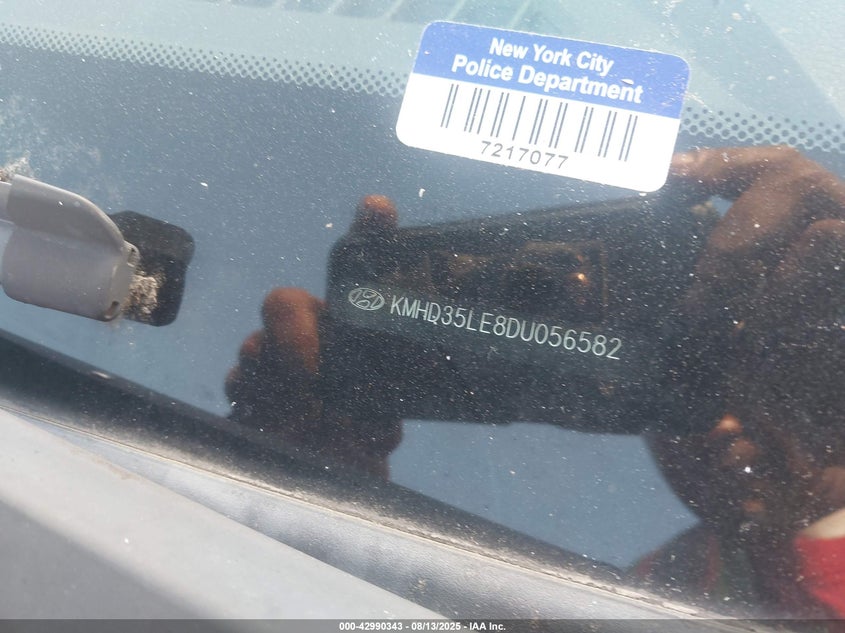 New York City
Police Department
7217077
KMHD35LE8DU056582
000-42990343 - 08/13/2025 - IAA Inc.